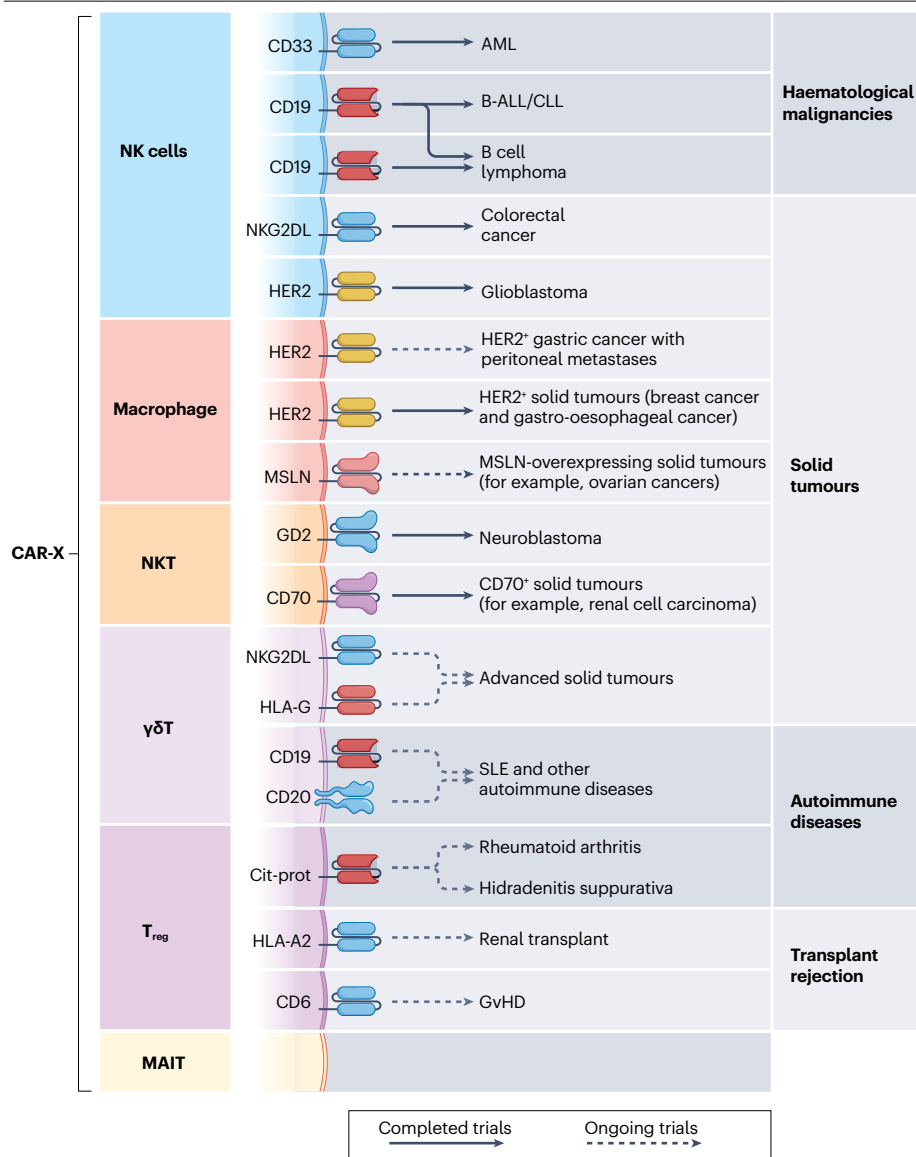 CAR-X
NK cells
CD33
AML
CD19
B-ALL/CLL
CD19
B cell
lymphoma
NKG2DL
Colorectal
cancer
HER2
Glioblastoma
Haematological
malignancies
Macrophage
HER2
HER2⁺ gastric cancer with
peritoneal metastases
HER2
HER2⁺ solid tumours (breast cancer
and gastro-oesophageal cancer)
MSLN
MSLN-overexpressing solid tumours
(for example, ovarian cancers)
NKT
GD2
Neuroblastoma
CD70
CD70⁺ solid tumours
(for example, renal cell carcinoma)
Solid
tumours
γδT
NKG2DL
HLA-G
Advanced solid tumours
CD19
CD20
SLE and other
autoimmune diseases
Autoimmune
diseases
Treg
Cit-prot
Rheumatoid arthritis
Hidradenitis suppurativa
HLA-A2
Renal transplant
CD6
GvHD
Transplant
rejection
MAIT
Completed trials
Ongoing trials